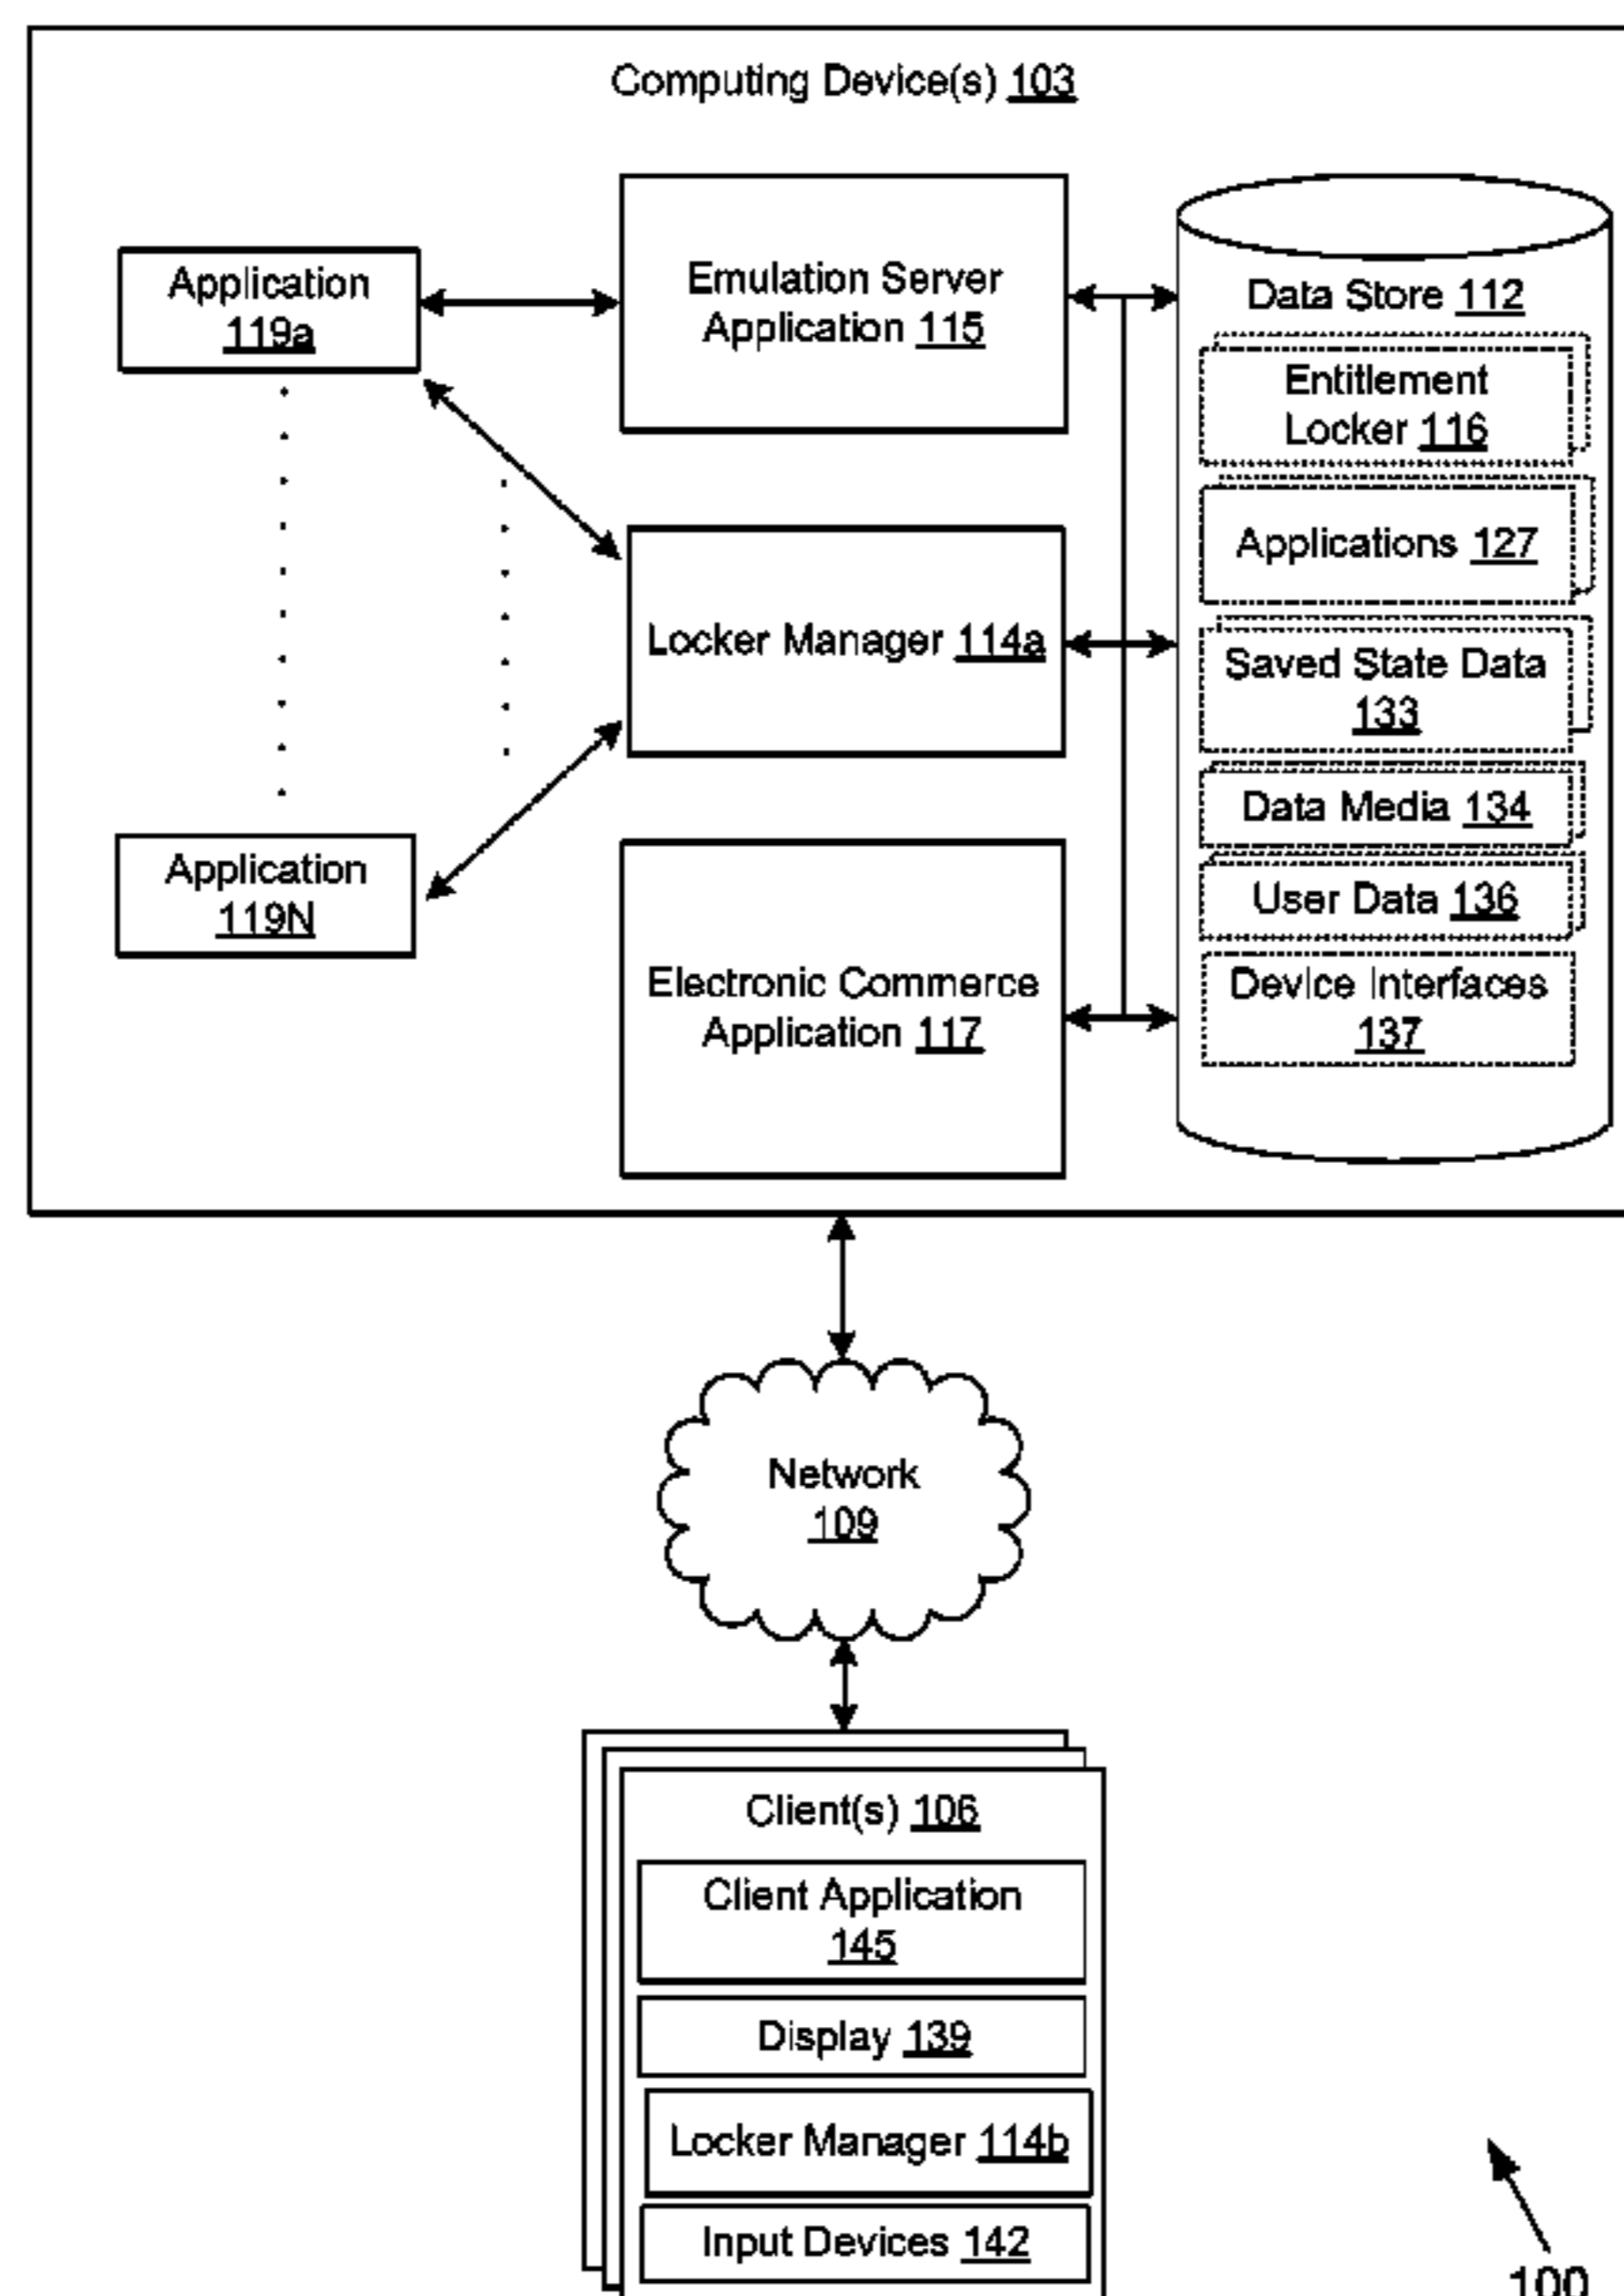 Computing Device(s) 103
Application
119a
Emulation Server
Application 115
Data Store 112
Entitlement
Locker 116
Applications 127
Locker Manager 114a
Saved State Data
133
Data Media 134
Application
119N
User Data 136
Electronic Commerce
Application 117
Device Interfaces
137
Network
109
Client(s) 106
Client Application
145
Display 139
Locker Manager 114b
Input Devices 142
100